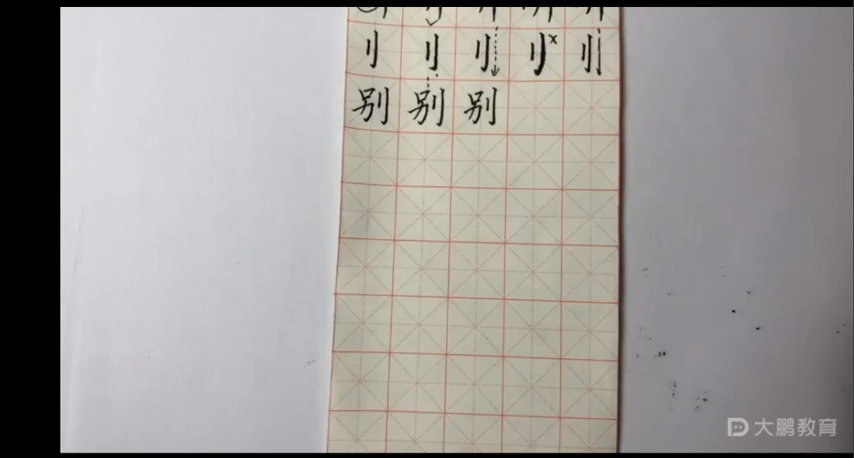 刂 刂 刂 刂 × 刂
别 别 别
大鹏教育